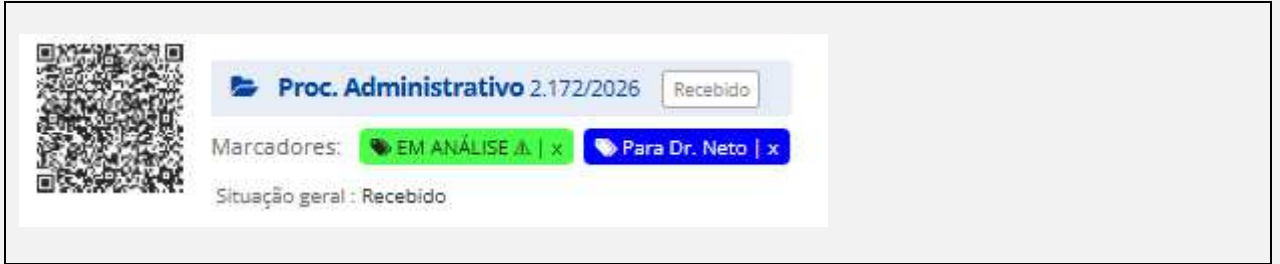 Proc. Administrativo 2.172/2026 Recebido
Marcadores: EM ANÁLISE ⚠ | x Para Dr. Neto | x
Situação geral : Recebido